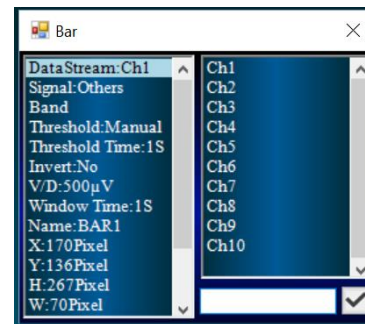 Bar
DataStream:Ch1
Signal:Others
Band
Threshold:Manual
Threshold Time:1S
Invert:No
V/D:500µV
Window Time:1S
Name:BAR1
X:170Pixel
Y:136Pixel
H:267Pixel
W:70Pixel
Ch1
Ch2
Ch3
Ch4
Ch5
Ch6
Ch7
Ch8
Ch9
Ch10